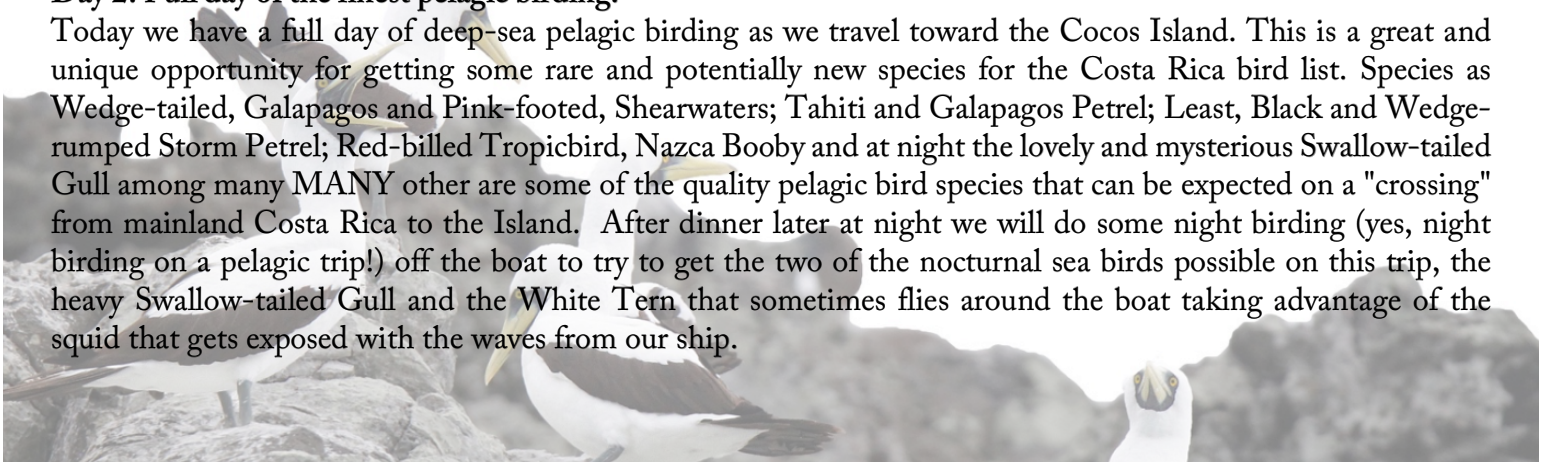 Day 2: Full day of the finest pelagic birding!
Today we have a full day of deep-sea pelagic birding as we travel toward the Cocos Island. This is a great and
unique opportunity for getting some rare and potentially new species for the Costa Rica bird list. Species as
Wedge-tailed, Galapagos and Pink-footed, Shearwaters; Tahiti and Galapagos Petrel; Least, Black and Wedge-
rumped Storm Petrel; Red-billed Tropicbird, Nazca Booby and at night the lovely and mysterious Swallow-tailed
Gull among many MANY other are some of the quality pelagic bird species that can be expected on a "crossing"
from mainland Costa Rica to the Island.  After dinner later at night we will do some night birding (yes, night
birding on a pelagic trip!) off the boat to try to get the two of the nocturnal sea birds possible on this trip, the
heavy Swallow-tailed Gull and the White Tern that sometimes flies around the boat taking advantage of the
squid that gets exposed with the waves from our ship.